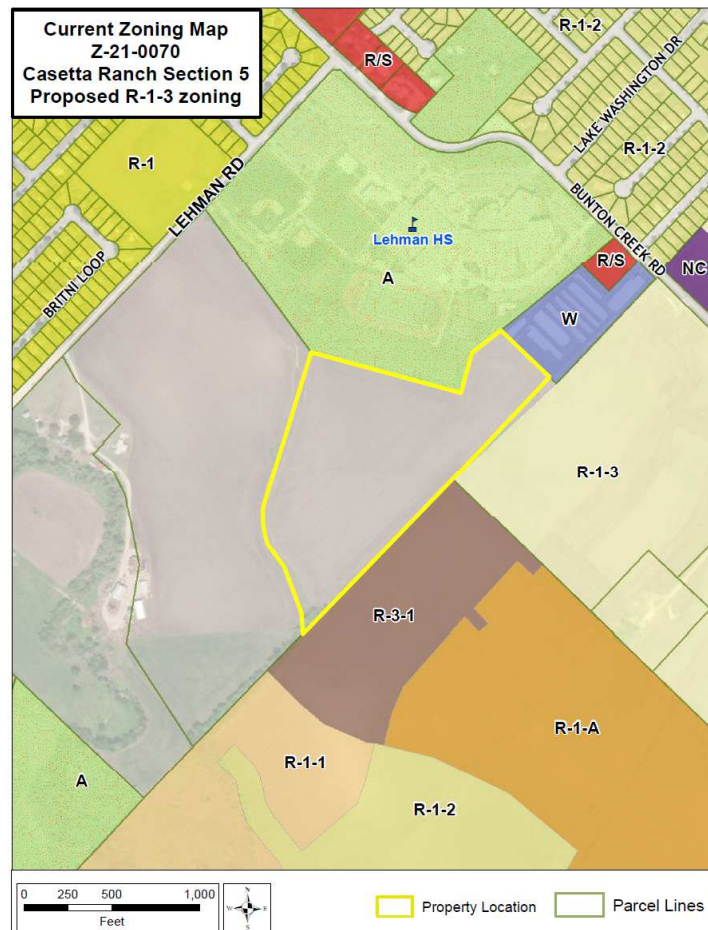 Current Zoning Map
Z-21-0070
Casetta Ranch Section 5
Proposed R-1-3 zoning
R/S
R-1-2
LAKE WASHINGTON DR
R-1
LEHMAN RD
R-1-2
BUNTON CREEK RD
Lehman HS
R/S
NC
BRITNI LOOP
A
W
R-1-3
R-3-1
R-1-A
R-1-1
A
R-1-2
0 250 500 1,000
Feet
N
W E
S
Property Location
Parcel Lines